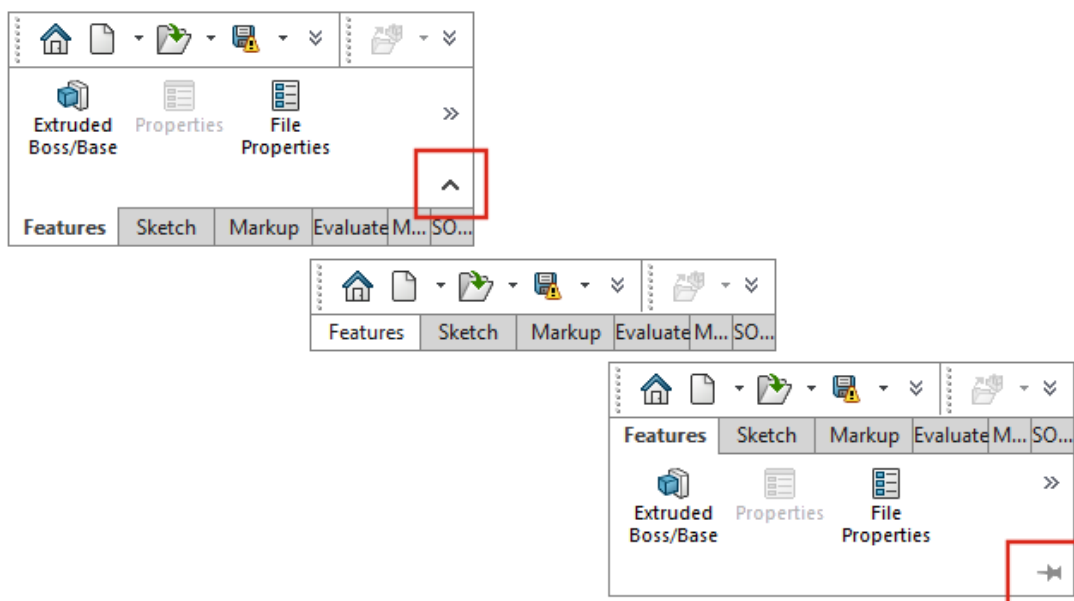 Extruded Boss/Base
Properties
File Properties
Features Sketch Markup Evaluate M... SO...
Features Sketch Markup Evaluate M... SO...
Features Sketch Markup Evaluate M... SO...
Extruded Boss/Base
Properties
File Properties